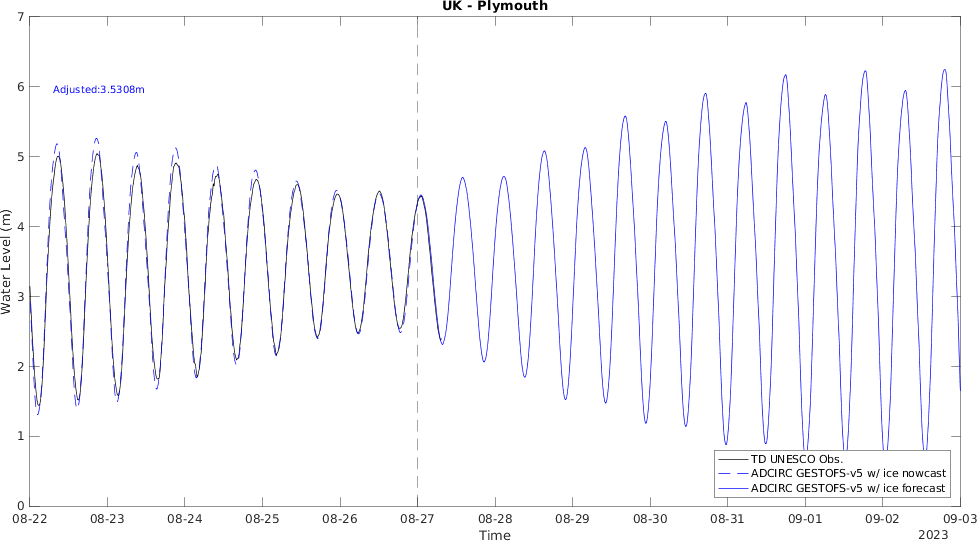 UK - Plymouth
7
6
5
4
3
2
1
0
Water Level (m)
Adjusted:3.5308m
TD UNESCO Obs.
ADCIRC GESTOFS-v5 w/ ice nowcast
ADCIRC GESTOFS-v5 w/ ice forecast
08-22 08-23 08-24 08-25 08-26 08-27 08-28 08-29 08-30 08-31 09-01 09-02 09-03
Time
2023